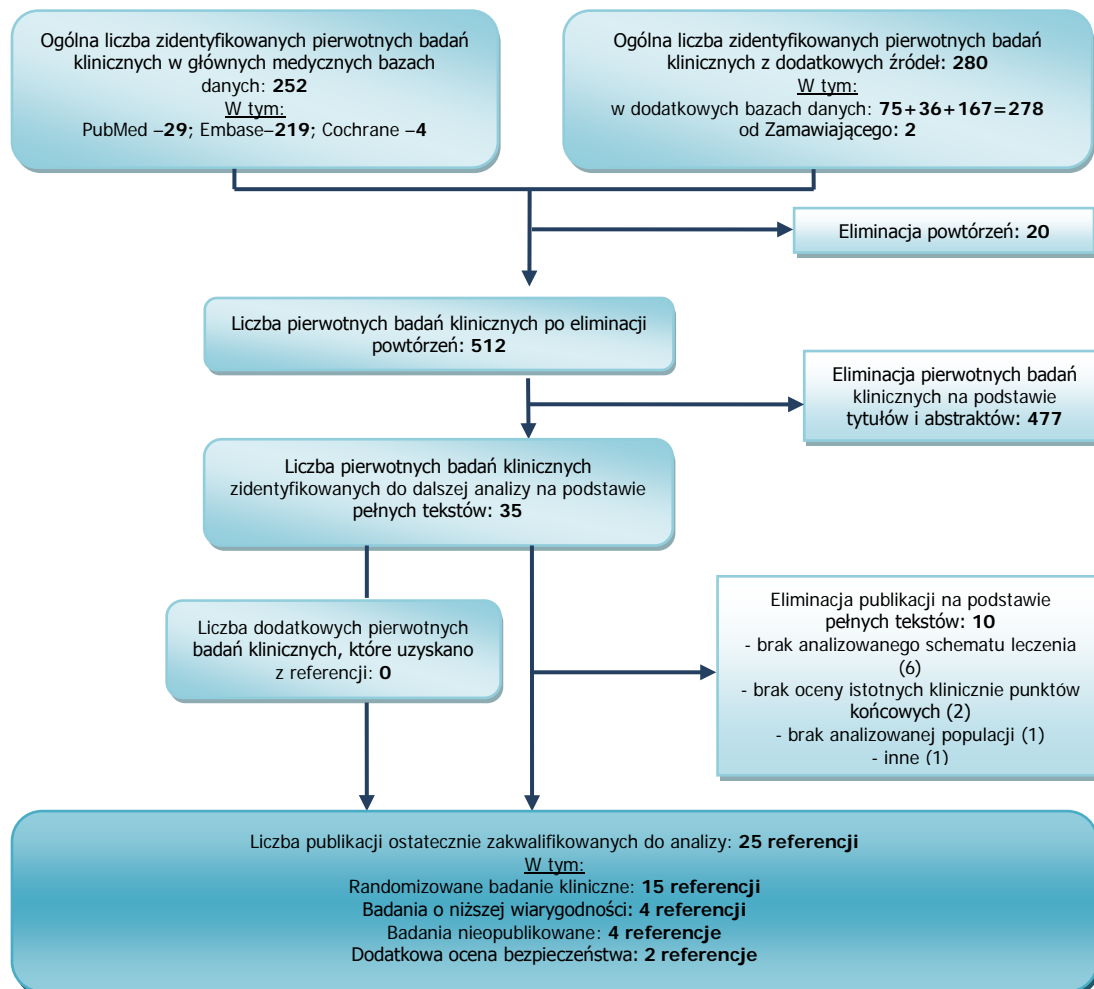 Ogólna liczba zidentyfikowanych pierwotnych badań
klinicznych w głównych medycznych bazach
danych: 252
W tym:
PubMed –29; Embase–219; Cochrane –4
Ogólna liczba zidentyfikowanych pierwotnych badań
klinicznych z dodatkowych źródeł: 280
W tym:
w dodatkowych bazach danych: 75+36+167=278
od Zamawiającego: 2
Eliminacja powtórzeń: 20
Liczba pierwotnych badań klinicznych po eliminacji
powtórzeń: 512
Eliminacja pierwotnych badań
klinicznych na podstawie
tytułów i abstraktów: 477
Liczba pierwotnych badań klinicznych
zidentyfikowanych do dalszej analizy na podstawie
pełnych tekstów: 35
Liczba dodatkowych pierwotnych
badań klinicznych, które uzyskano
z referencji: 0
Eliminacja publikacji na podstawie
pełnych tekstów: 10
- brak analizowanego schematu leczenia
(6)
- brak oceny istotnych klinicznie punktów
końcowych (2)
- brak analizowanej populacji (1)
- inne (1)
Liczba publikacji ostatecznie zakwalifikowanych do analizy: 25 referencji
W tym:
Randomizowane badanie kliniczne: 15 referencji
Badania o niższej wiarygodności: 4 referencji
Badania nieopublikowane: 4 referencje
Dodatkowa ocena bezpieczeństwa: 2 referencje